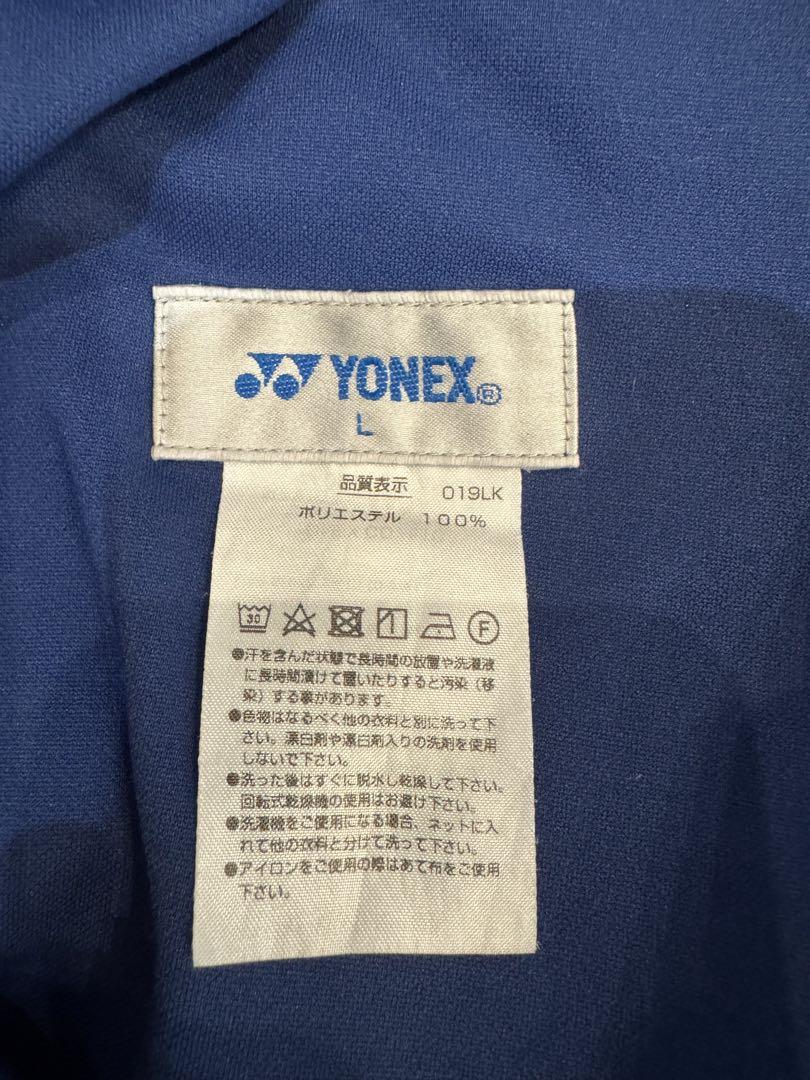 YONEX®
L
品質表示 019LK
ポリエステル 100%
30
F
●汗を含んだ状態で長時間の放置や洗濯液
に長時間漬けて置いたりすると汚染(移
染)する事があります。
●色物はなるべく他の衣料と別に洗って下
さい。漂白剤や漂白剤入りの洗剤を使用
しないで下さい。
●洗った後はすぐに脱水し乾燥して下さい。
回転式乾燥機の使用はお避け下さい。
●洗濯機をご使用になる場合、ネットに入
れて他の衣料と分けて洗って下さい。
●アイロンをご使用の際はあて布をご使用
下さい。